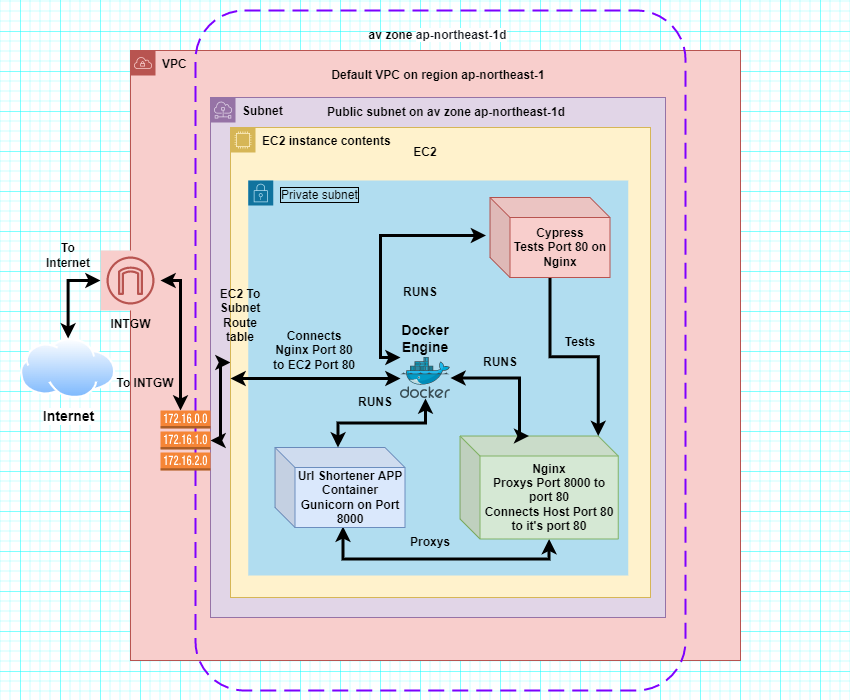 av zone ap-northeast-1d
VPC
Default VPC on region ap-northeast-1
Subnet
Public subnet on av zone ap-northeast-1d
EC2 instance contents
EC2
Private subnet
Cypress
Tests Port 80 on
Nginx
To
Internet
INTGW
EC2 To
Subnet
Route
table
RUNS
Connects
Nginx Port 80
to EC2 Port 80
Docker
Engine
docker
Tests
RUNS
To INTGW
Internet
RUNS
172.16.0.0
172.16.1.0
172.16.2.0
Url Shortener APP
Container
Gunicorn on Port
8000
Nginx
Proxys Port 8000 to
port 80
Connects Host Port 80
to it's port 80
Proxys